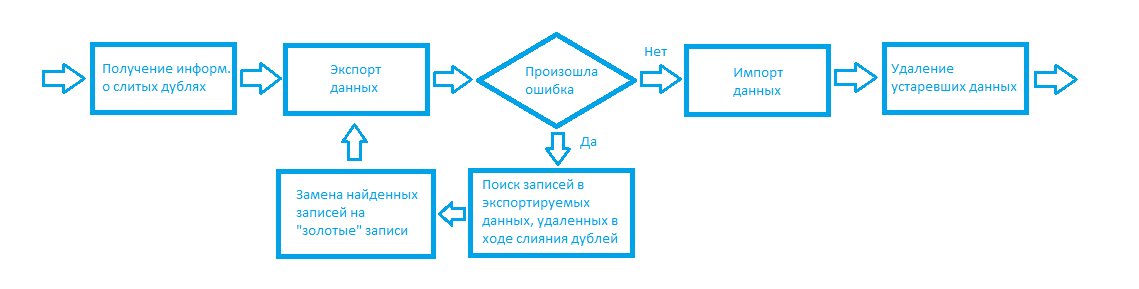 Получение информ.
о слитых дублях
Экспорт
данных
Произошла
ошибка
Нет
Импорт
данных
Удаление
устаревших данных
Да
Поиск записей в
экспортируемых
данных, удаленных в
ходе слияния дублей
Замена найденных
записей на
"золотые" записи